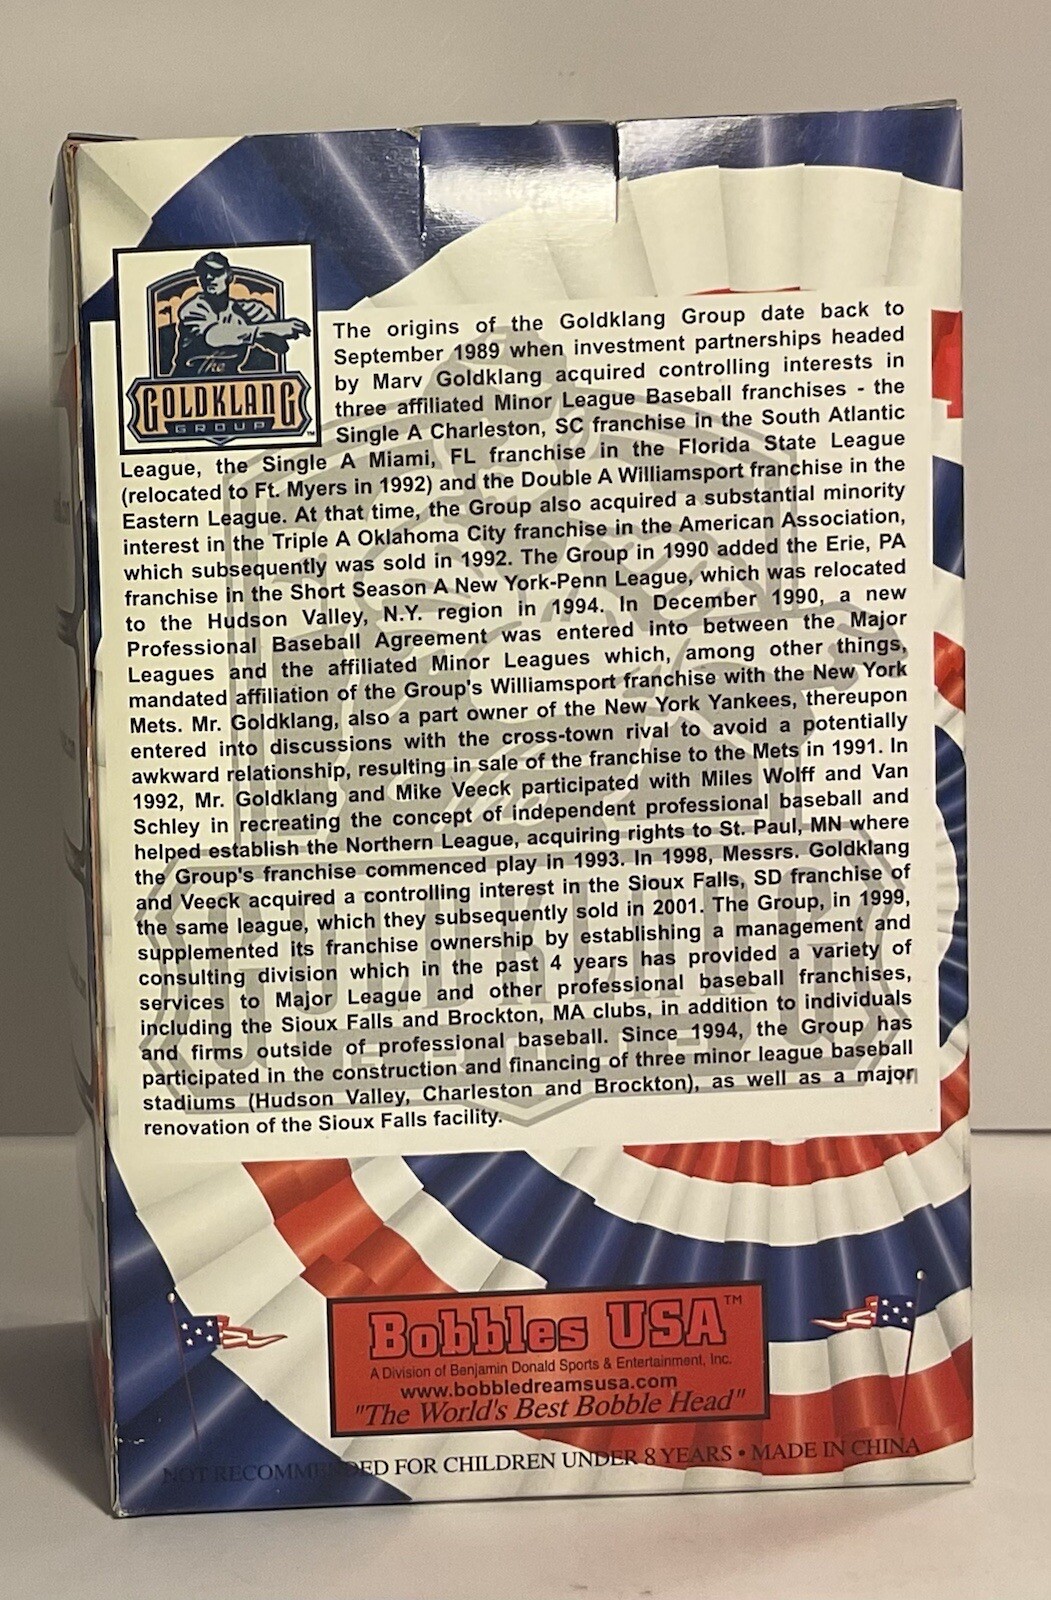 The
GOLDKLANG
GROUP
TM
The origins of the Goldklang Group date back to
September 1989 when investment partnerships headed
by Marv Goldklang acquired controlling interests in
three affiliated Minor League Baseball franchises - the
Single A Charleston, SC franchise in the South Atlantic
League, the Single A Miami, FL franchise in the Florida State League
(relocated to Ft. Myers in 1992) and the Double A Williamsport franchise in the
Eastern League. At that time, the Group also acquired a substantial minority
interest in the Triple A Oklahoma City franchise in the American Association,
which subsequently was sold in 1992. The Group in 1990 added the Erie, PA
franchise in the Short Season A New York-Penn League, which was relocated
to the Hudson Valley, N.Y. region in 1994. In December 1990, a new
Professional Baseball Agreement was entered into between the Major
Leagues and the affiliated Minor Leagues which, among other things,
mandated affiliation of the Group's Williamsport franchise with the New York
Mets. Mr. Goldklang, also a part owner of the New York Yankees, thereupon
entered into discussions with the cross-town rival to avoid a potentially
awkward relationship, resulting in sale of the franchise to the Mets in 1991. In
1992, Mr. Goldklang and Mike Veeck participated with Miles Wolff and Van
Schley in recreating the concept of independent professional baseball and
helped establish the Northern League, acquiring rights to St. Paul, MN where
the Group's franchise commenced play in 1993. In 1998, Messrs. Goldklang
and Veeck acquired a controlling interest in the Sioux Falls, SD franchise of
the same league, which they subsequently sold in 2001. The Group, in 1999,
supplemented its franchise ownership by establishing a management and
consulting division which in the past 4 years has provided a variety of
services to Major League and other professional baseball franchises,
including the Sioux Falls and Brockton, MA clubs, in addition to individuals
and firms outside of professional baseball. Since 1994, the Group has
participated in the construction and financing of three minor league baseball
stadiums (Hudson Valley, Charleston and Brockton), as well as a major
renovation of the Sioux Falls facility.
Bobbles USA™
A Division of Benjamin Donald Sports & Entertainment, Inc.
www.bobbledreamsusa.com
"The World's Best Bobble Head"
NOT RECOMMENDED FOR CHILDREN UNDER 8 YEARS • MADE IN CHINA